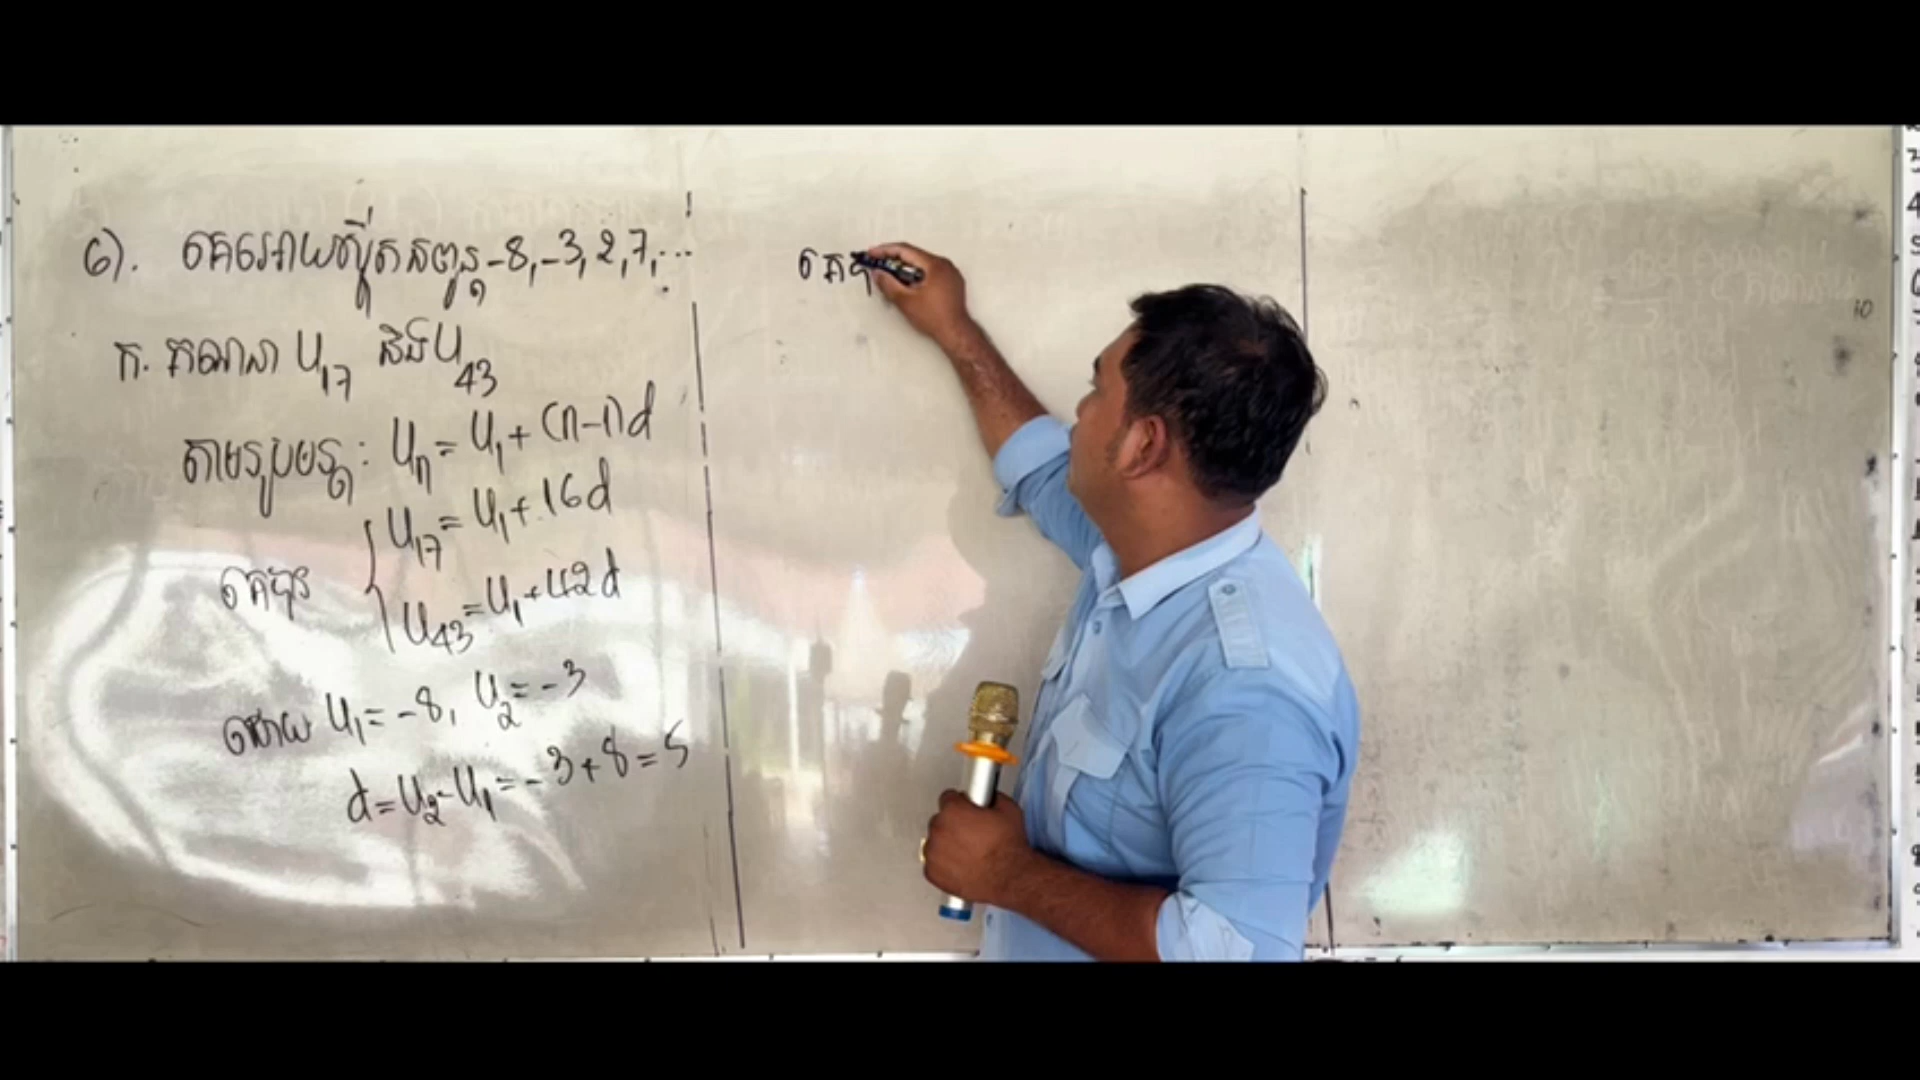 6). គេអោយស្វ៊ីតនព្វន្ត -8, -3, 2, 7, ...
ក. គណនា U₁₇ និង U₄₃
តាមរូបមន្ត : Uₙ = U₁ + (n-1)d
U₁₇ = U₁ + 16d
គេបាន
U₄₃ = U₁ + 42d
ដោយ U₁ = -8, U₂ = -3
d = U₂ - U₁ = -3 + 8 = 5
10